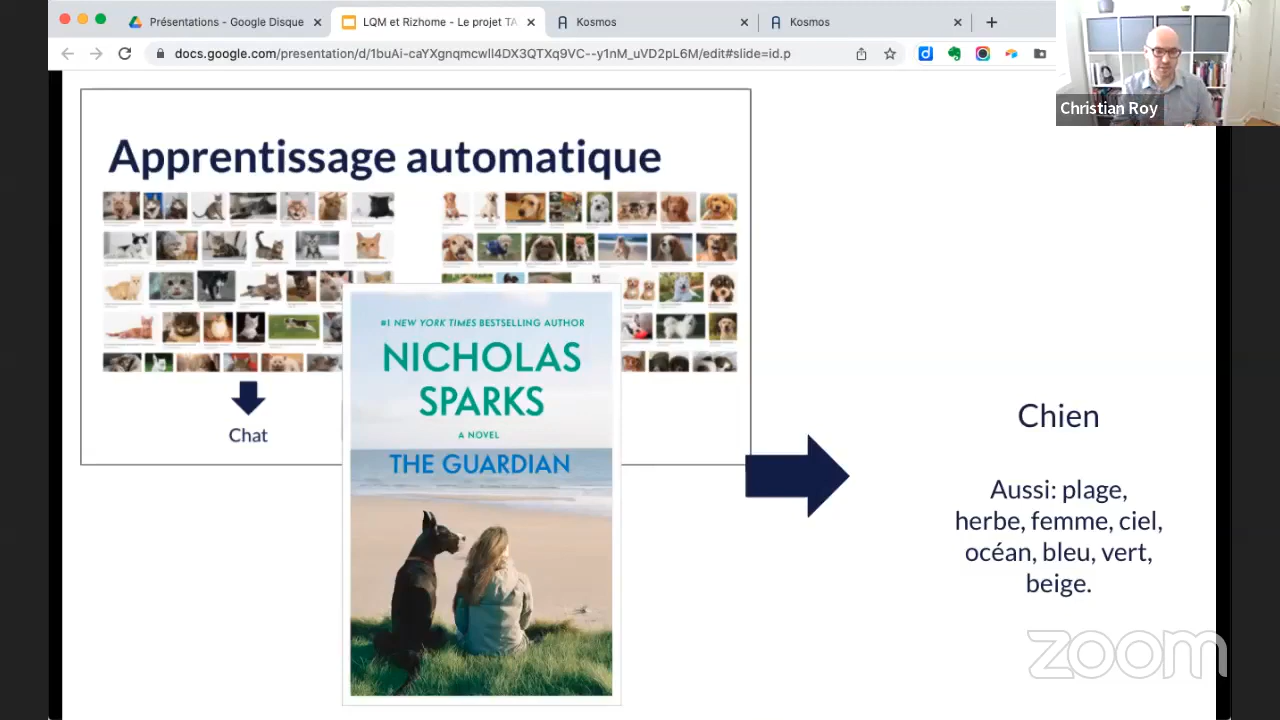 Présentations - Google Disque
LQM et Rizhome - Le projet TA
Kosmos
Kosmos
docs.google.com/presentation/d/1buAi-caYXgnqmcwIl4DX3QTXq9VC--y1nM_uVD2pL6M/edit#slide=id.p
Christian Roy
Apprentissage automatique
Chat
#1 NEW YORK TIMES BESTSELLING AUTHOR
NICHOLAS
SPARKS
A NOVEL
THE GUARDIAN
Chien
Aussi: plage,
herbe, femme, ciel,
océan, bleu, vert,
beige.
zoom